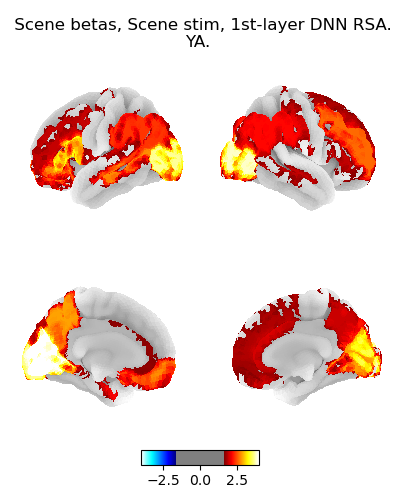 Scene betas, Scene stim, 1st-layer DNN RSA.
YA.
−2.5 0.0 2.5